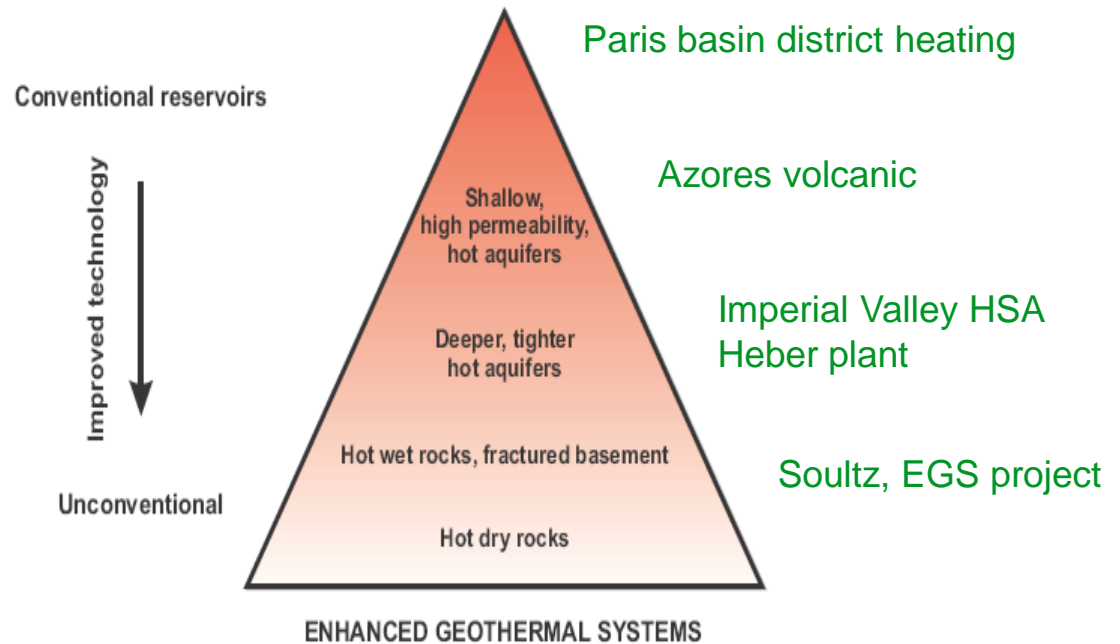 Paris basin district heating
Conventional reservoirs
Azores volcanic
Shallow,
high permeability,
hot aquifers
Improved technology
Imperial Valley HSA
Heber plant
Deeper, tighter
hot aquifers
Hot wet rocks, fractured basement
Soultz, EGS project
Unconventional
Hot dry rocks
ENHANCED GEOTHERMAL SYSTEMS